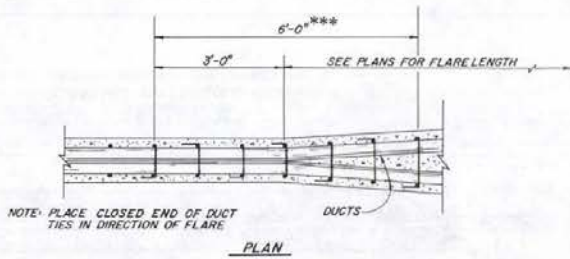 6'-0"***
3'-0"
SEE PLANS FOR FLARE LENGTH
NOTE: PLACE CLOSED END OF DUCT
TIES IN DIRECTION OF FLARE
DUCTS
PLAN